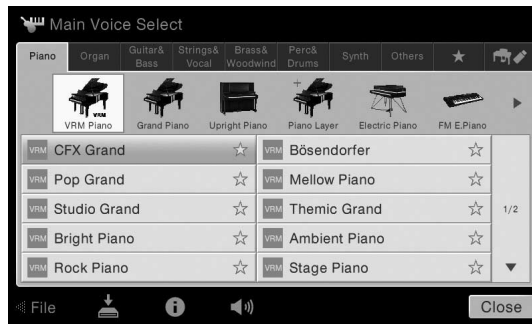 Main Voice Select
Piano
Organ
Guitar& Bass
Strings& Vocal
Brass& Woodwind
Perc& Drums
Synth
Others
VRM
VRM Piano
Grand Piano
Upright Piano
Piano Layer
Electric Piano
FM E.Piano
VRM CFX Grand
VRM Bösendorfer
VRM Pop Grand
VRM Mellow Piano
VRM Studio Grand
VRM Themic Grand
1/2
VRM Bright Piano
VRM Ambient Piano
VRM Rock Piano
VRM Stage Piano
File
Close